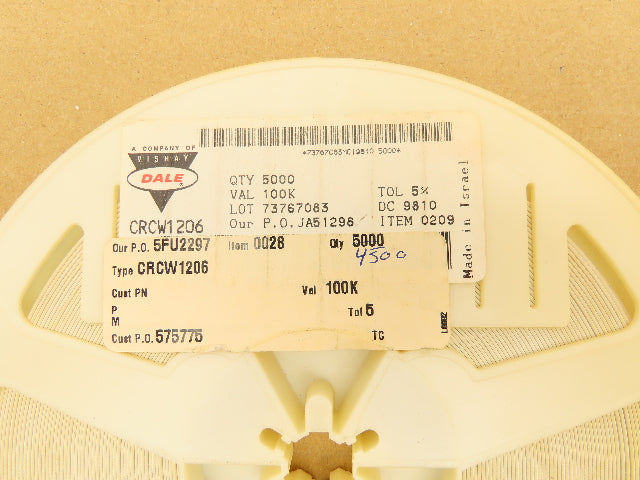 A COMPANY OF
VISHAY
DALE
QTY 5000
VAL 100K
TOL 5%
LOT 73767083
DC 9810
CRCW1206
Our P.O. JA51296/
ITEM 0209
Made in Israel
Our P.O. 5FU2297
Item 0028
Qty 5000
4500
Type CRCW1206
Cust PN
Val 100K
P
M
Tol 5
Cust P.O. 575775
TC